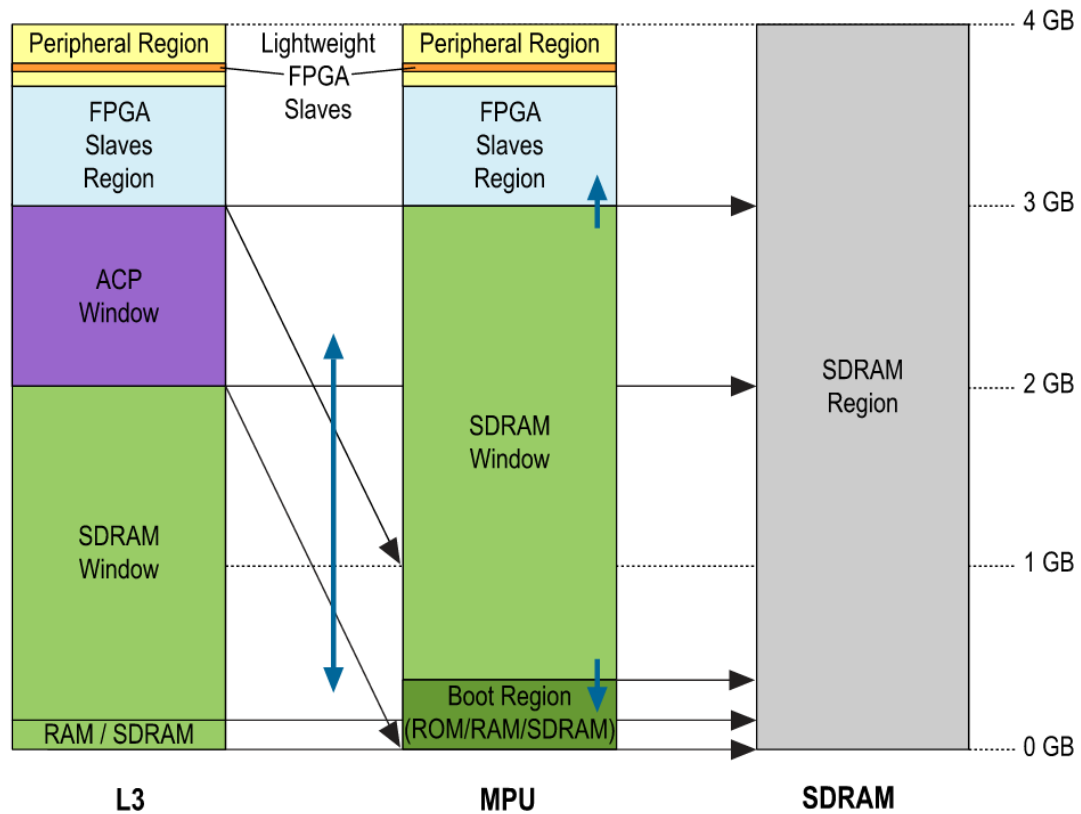 4 GB
Peripheral Region
Lightweight
FPGA
Slaves
Peripheral Region
FPGA
Slaves
Region
FPGA
Slaves
Region
3 GB
ACP
Window
2 GB
SDRAM
Region
SDRAM
Window
SDRAM
Window
1 GB
Boot Region
(ROM/RAM/SDRAM)
RAM / SDRAM
0 GB
L3
MPU
SDRAM